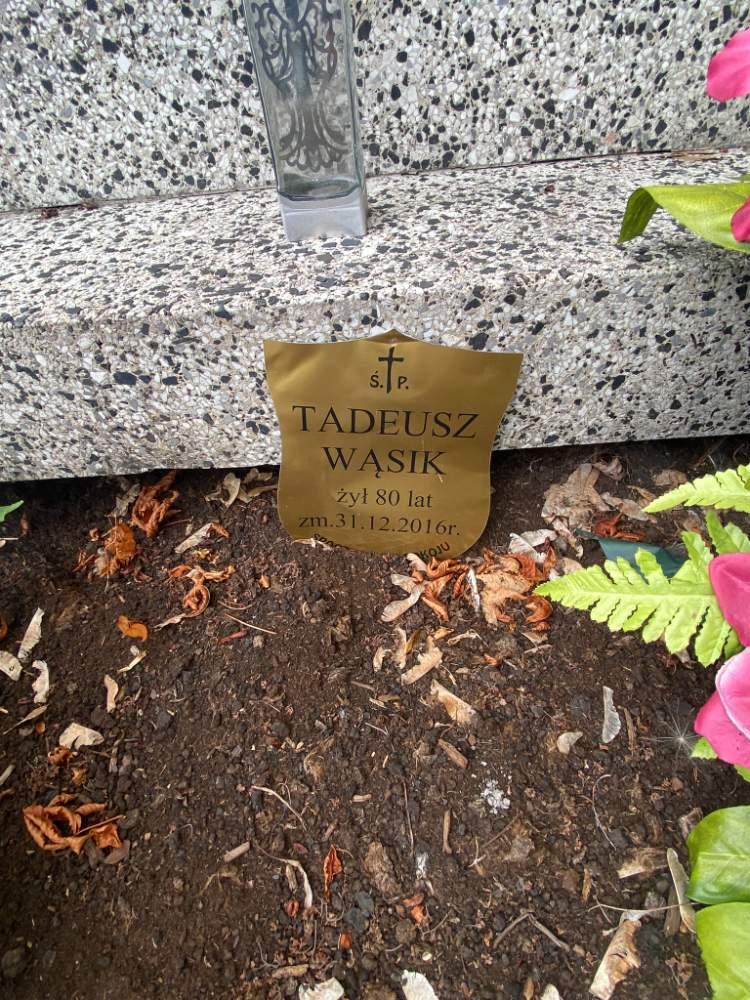 Ś. P.
TADEUSZ
WĄSIK
żył 80 lat
zm.31.12.2016r.